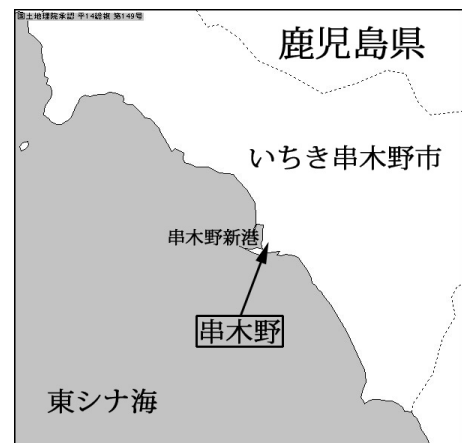 国土地理院承認 平14総複 第149号
鹿児島県
いちき串木野市
串木野新港
串木野
東シナ海